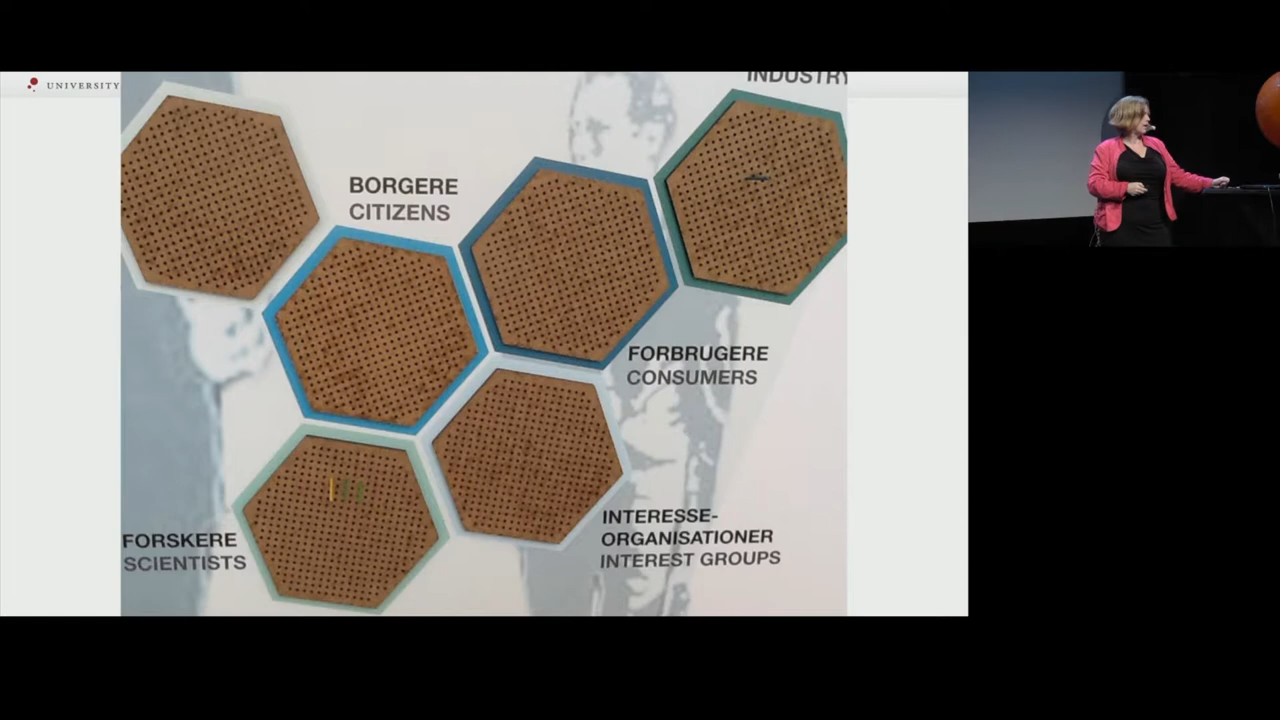 UNIVERSITY
INDUSTRY
BORGERE
CITIZENS
FORBRUGERE
CONSUMERS
INTERESSE-
ORGANISATIONER
INTEREST GROUPS
FORSKERE
SCIENTISTS